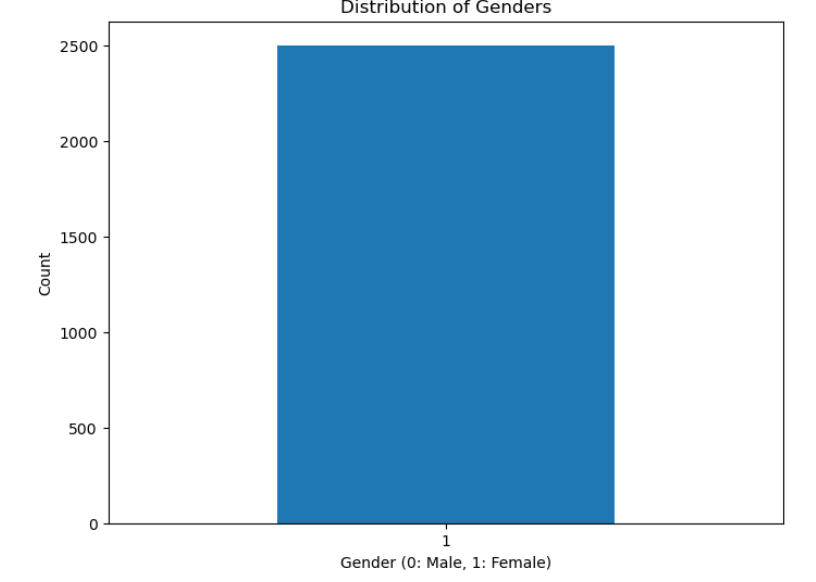 Distribution of Genders
2500
2000
1500
1000
500
0
Count
1
Gender (0: Male, 1: Female)